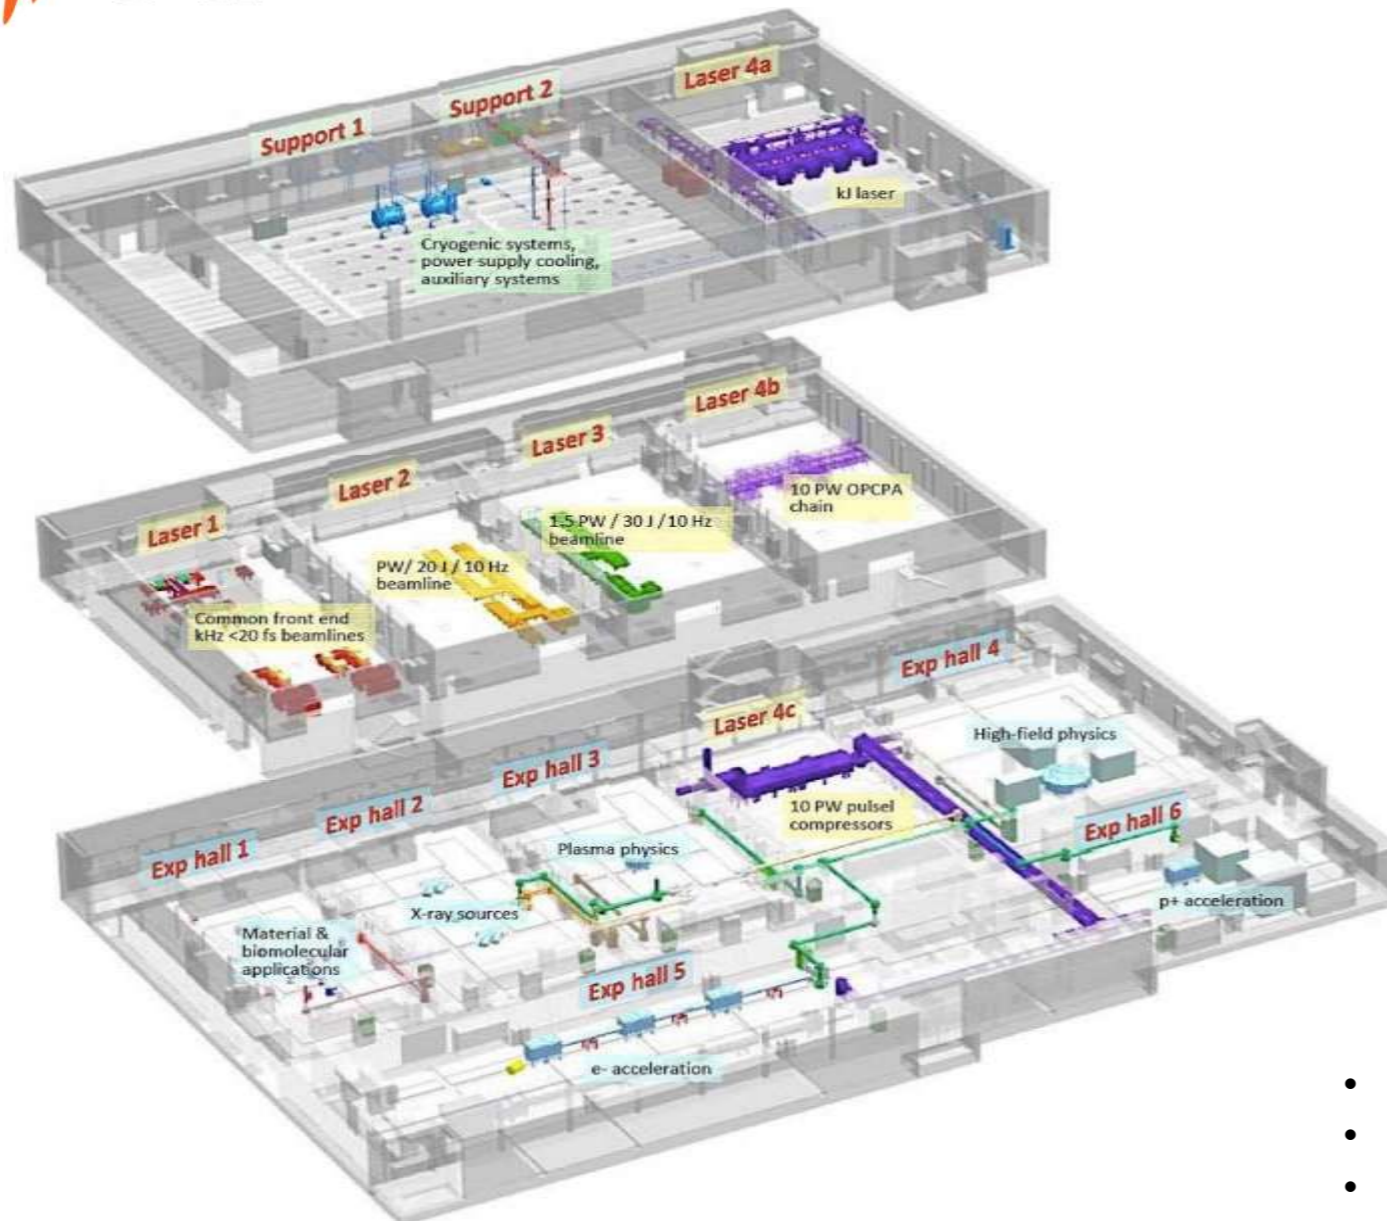 Laser 4a
Support 2
Support 1
kJ laser
Cryogenic systems,
power supply cooling,
auxiliary systems
Laser 4b
Laser 3
Laser 2
Laser 1
10 PW OPCPA
chain
1.5 PW / 30 J / 10 Hz
beamline
PW/ 20 J / 10 Hz
beamline
Common front end
kHz <20 fs beamlines
Exp hall 4
Laser 4c
High-field physics
Exp hall 3
Exp hall 2
Exp hall 1
10 PW pulsel
compressors
Exp hall 6
Plasma physics
p+ acceleration
X-ray sources
Material &
biomolecular
applications
Exp hall 5
e- acceleration
•
•
•